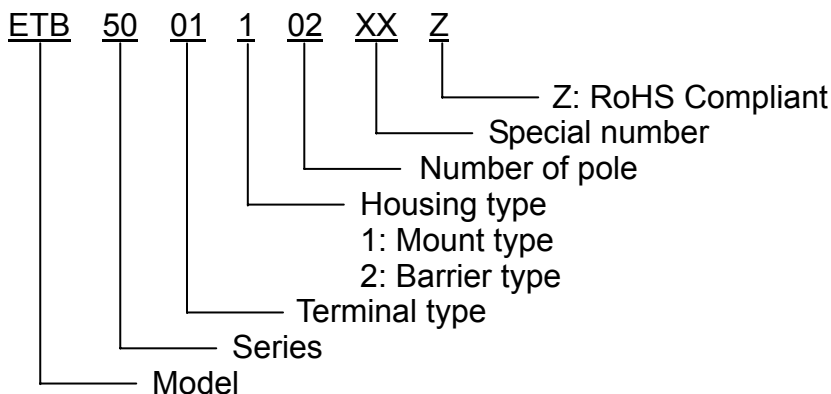 ETB 50 01 1 02 XX Z
Z: RoHS Compliant
Special number
Number of pole
Housing type
1: Mount type
2: Barrier type
Terminal type
Series
Model